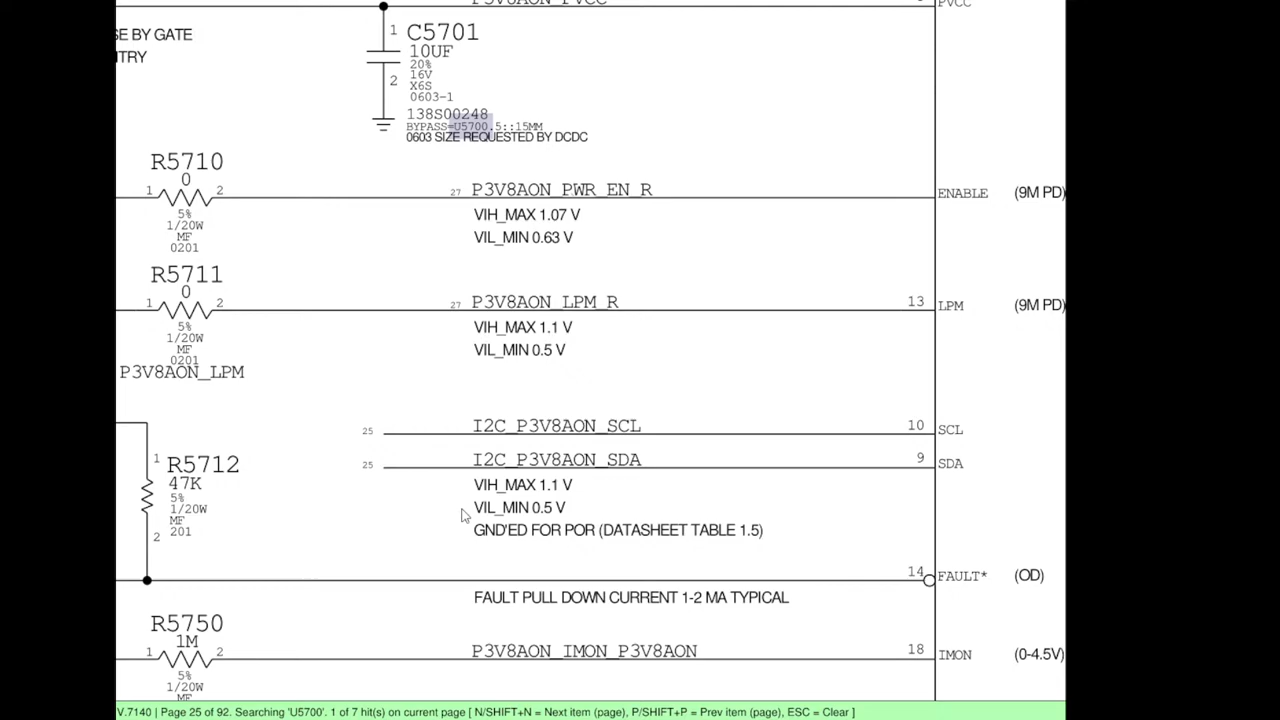 P3V8AON_PVCC
PVCC
SE BY GATE
TRY
1
C5701
10UF
20%
16V
X6S
0603-1
2
138S00248
BYPASS=U5700.5::15MM
0603 SIZE REQUESTED BY DCDC
R5710
0
1
2
5%
1/20W
MF
0201
27
P3V8AON_PWR_EN_R
VIH_MAX 1.07 V
VIL_MIN 0.63 V
ENABLE
(9M PD)
R5711
0
1
2
5%
1/20W
MF
0201
27
P3V8AON_LPM_R
VIH_MAX 1.1 V
VIL_MIN 0.5 V
13
LPM
(9M PD)
P3V8AON_LPM
25
I2C_P3V8AON_SCL
10
SCL
25
I2C_P3V8AON_SDA
9
SDA
1
R5712
47K
5%
1/20W
MF
201
2
VIH_MAX 1.1 V
VIL_MIN 0.5 V
GND'ED FOR POR (DATASHEET TABLE 1.5)
14
FAULT*
(OD)
FAULT PULL DOWN CURRENT 1-2 MA TYPICAL
R5750
1M
1
2
5%
1/20W
MF
P3V8AON_IMON_P3V8AON
18
IMON
(0-4.5V)
V.7140 | Page 25 of 92. Searching 'U5700'. 1 of 7 hit(s) on current page [ N/SHIFT+N = Next item (page), P/SHIFT+P = Prev item (page), ESC = Clear ]